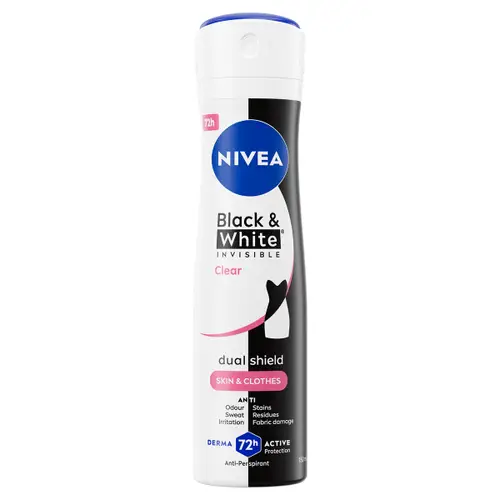 72h
NIVEA
Black &
White®
INVISIBLE
Clear
dual shield
SKIN & CLOTHES
ANTI
Odour Stains
Sweat Residues
Irritation Fabric damage
DERMA 72h ACTIVE
Protection
Anti-Perspirant